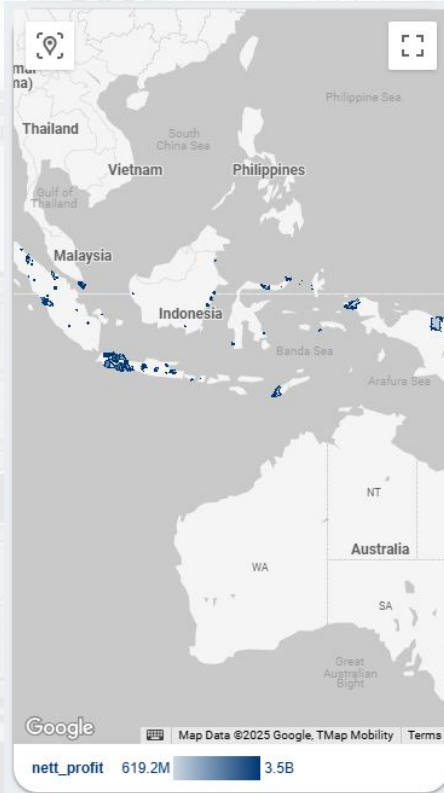 na)
Thailand
South
China Sea
Philippine Sea
Vietnam
Philippines
Gulf of
Thailand
Malaysia
Indonesia
Banda Sea
Arafura Sea
NT
WA
Australia
SA
Great
Australian
Bight
Google
Map Data ©2025 Google, TMap Mobility
Terms
nett_profit 619.2M 3.5B